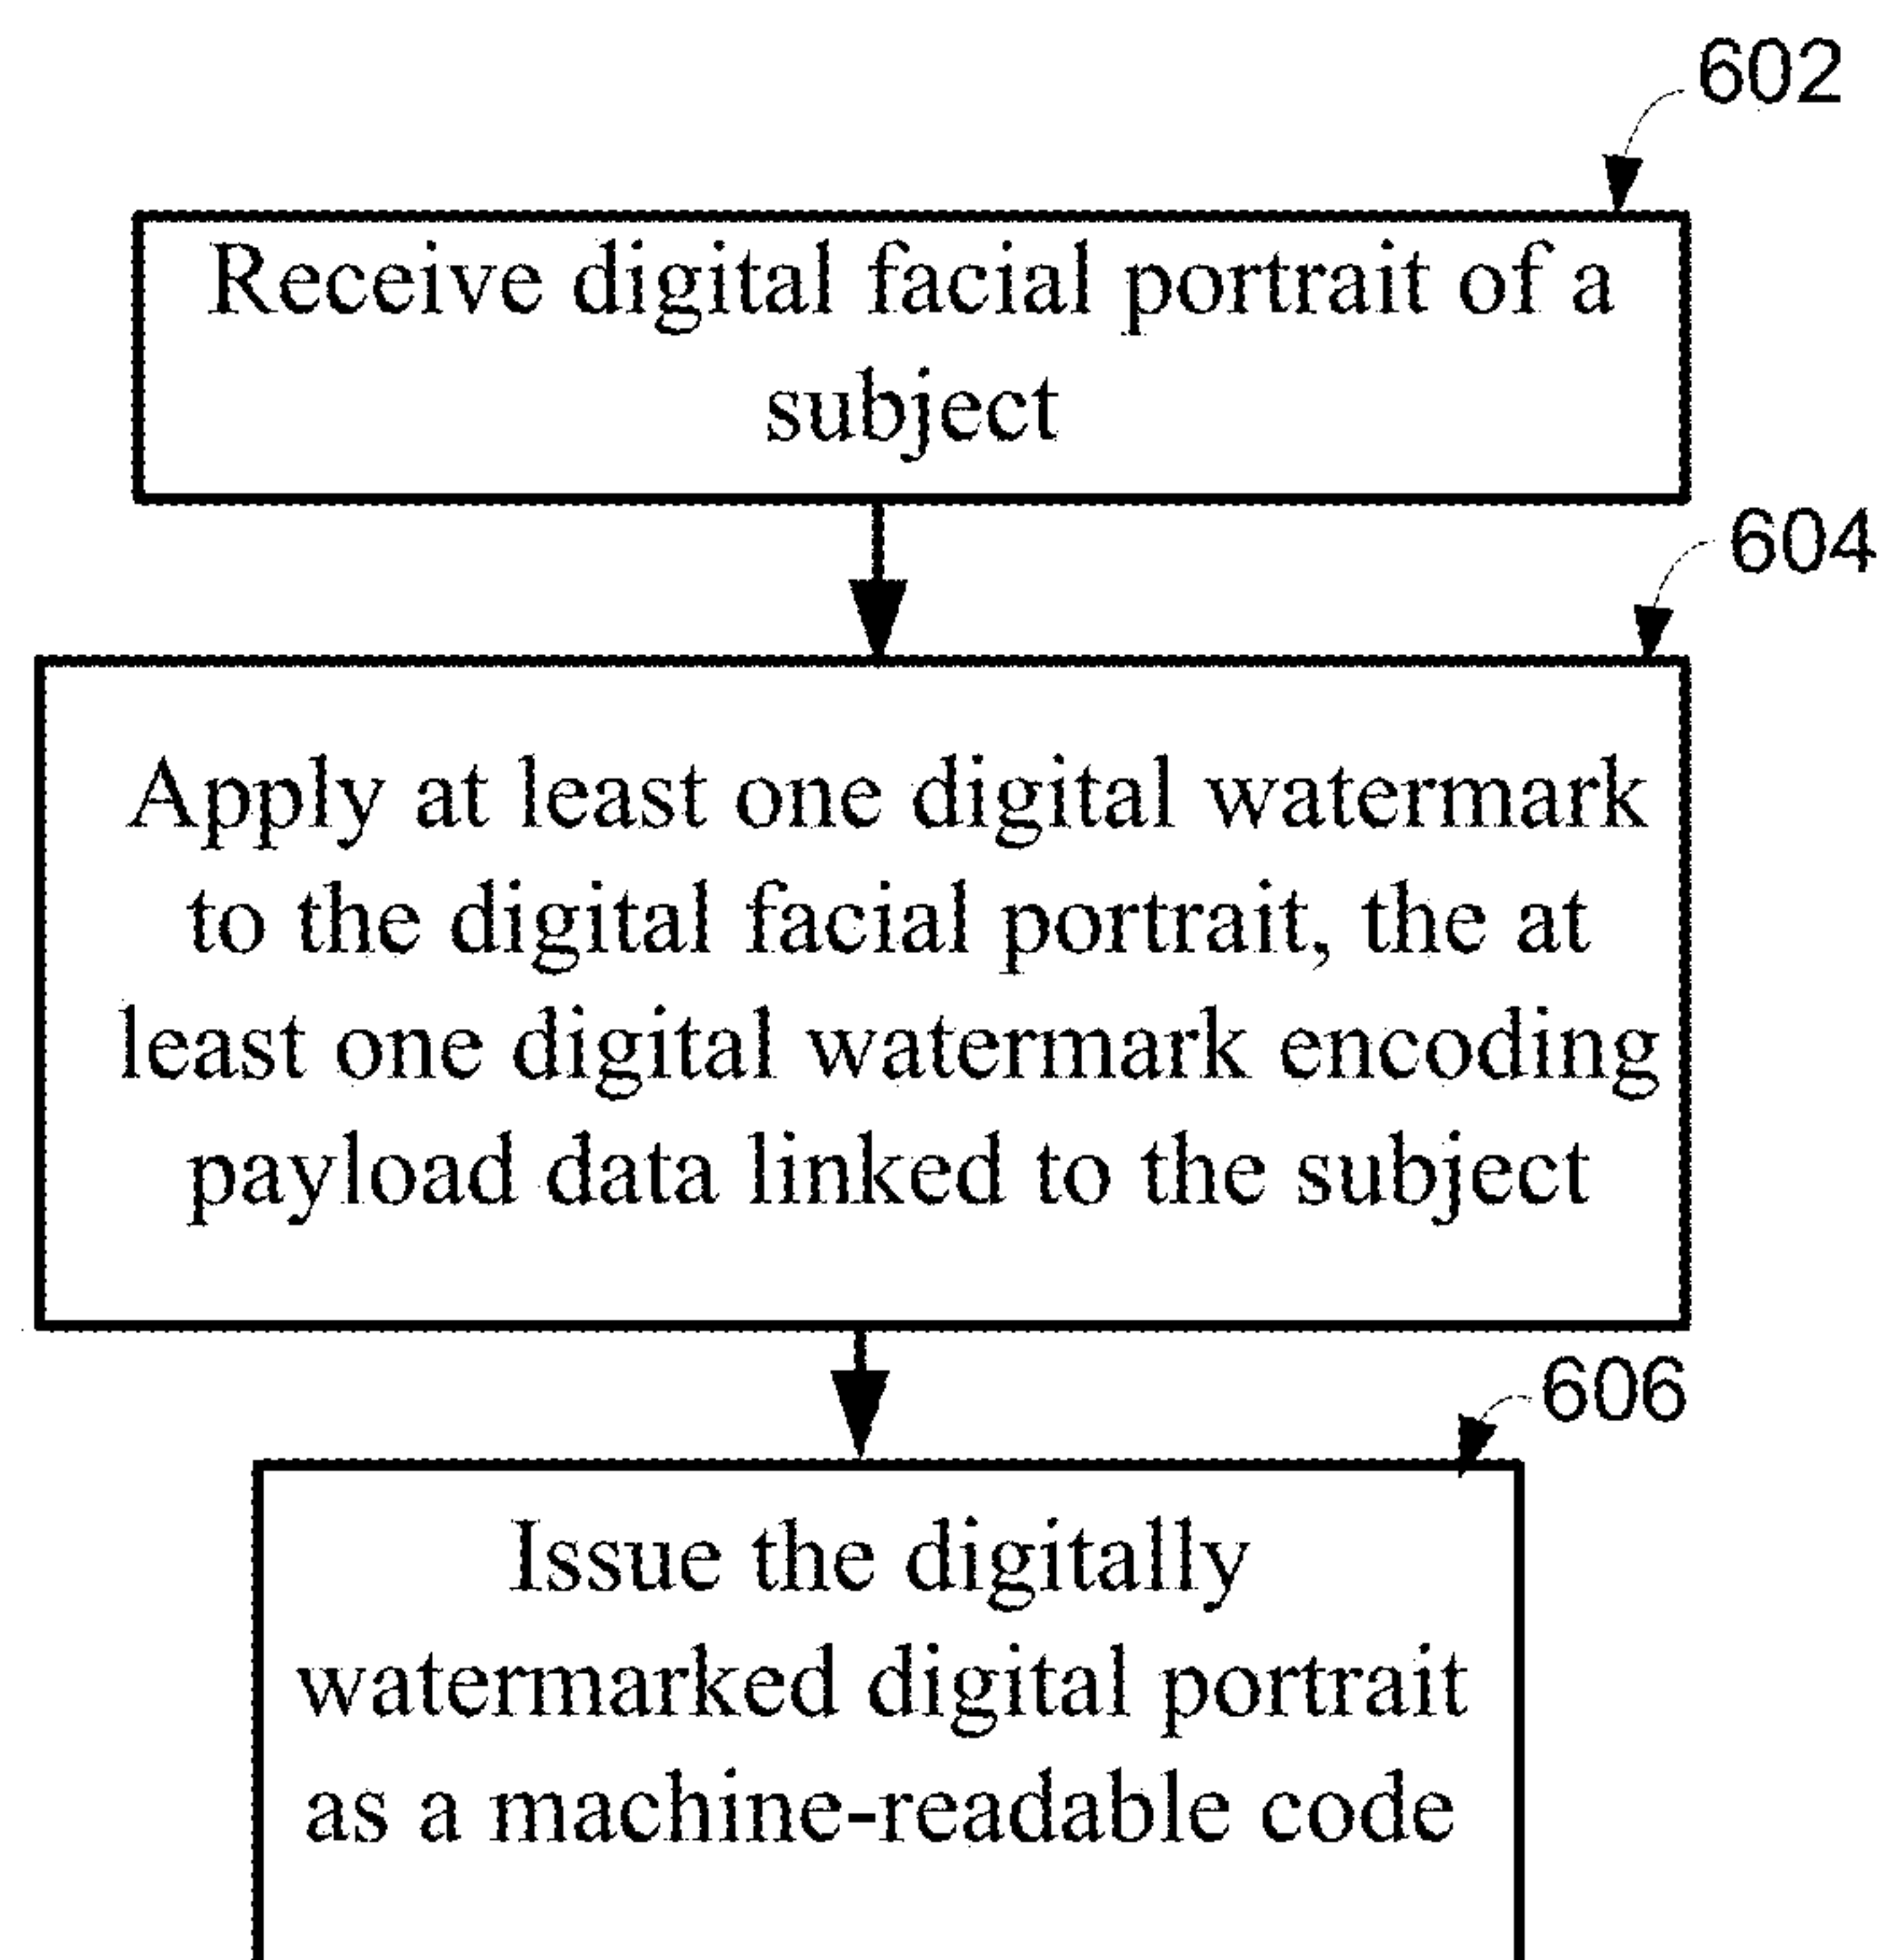 602
Receive digital facial portrait of a
subject
604
Apply at least one digital watermark
to the digital facial portrait, the at
least one digital watermark encoding
payload data linked to the subject
606
Issue the digitally
watermarked digital portrait
as a machine-readable code